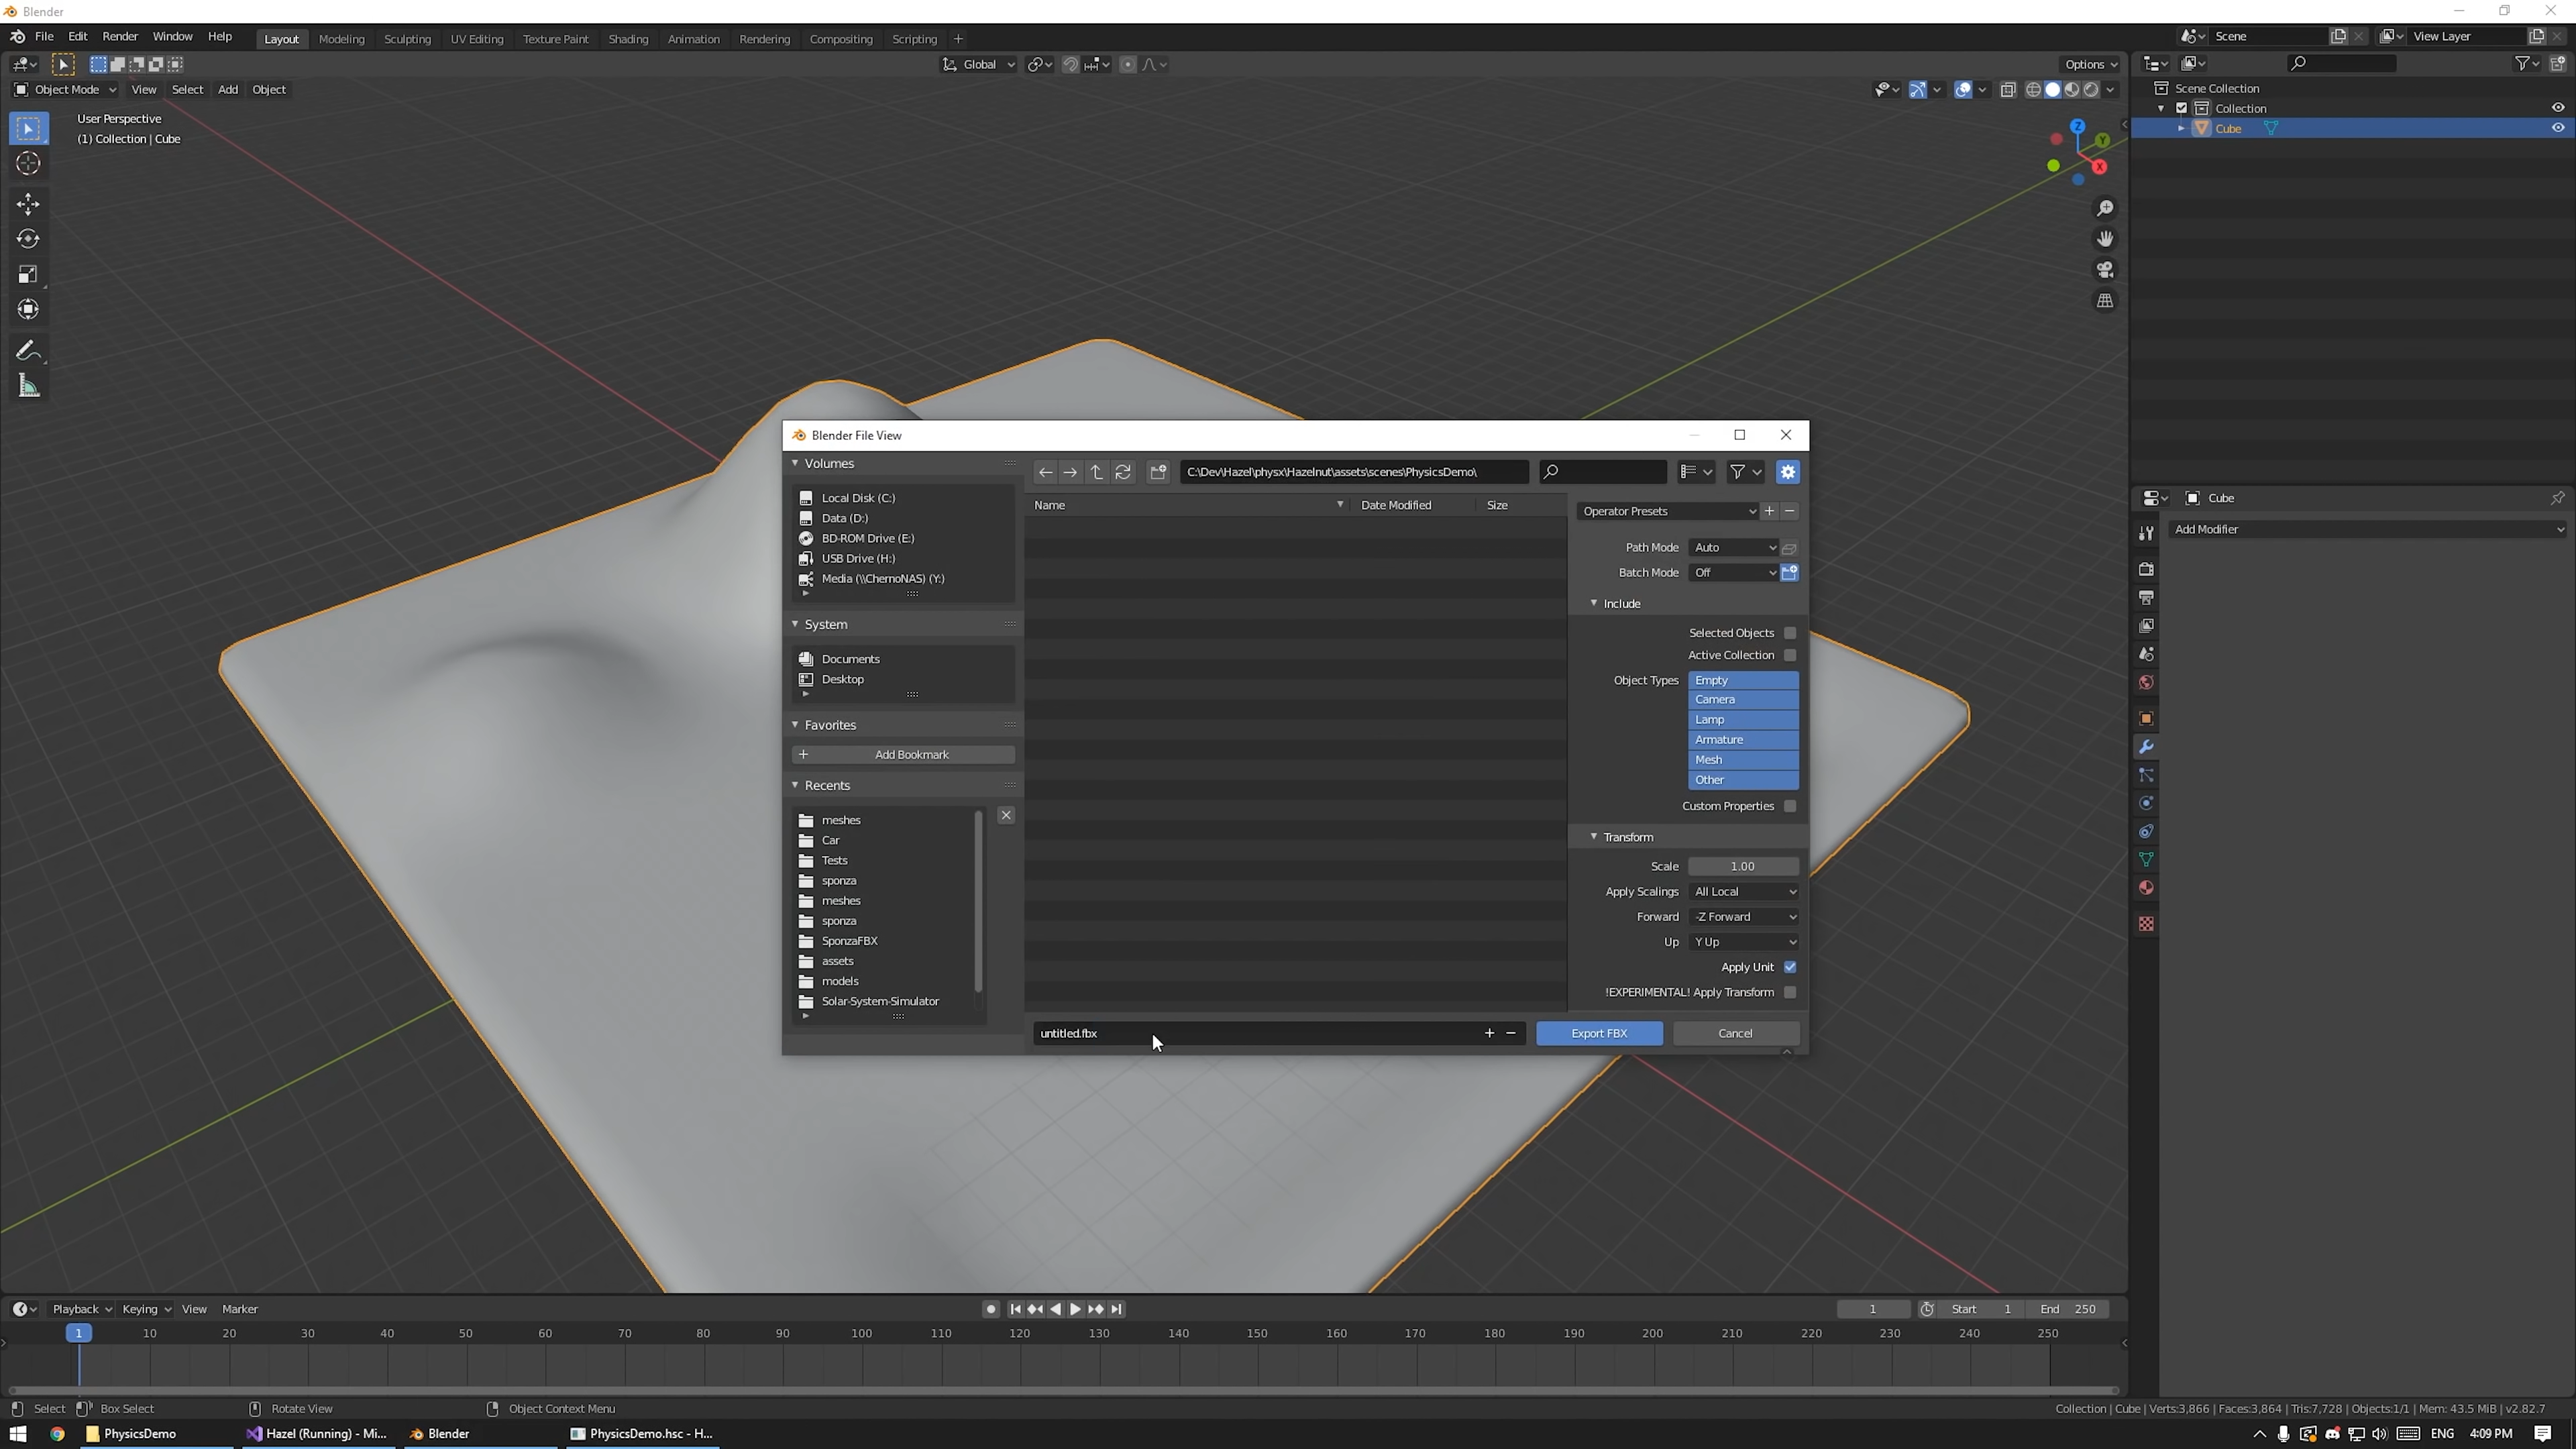 Blender
File Edit Render Window Help Layout Modeling Sculpting UV Editing Texture Paint Shading Animation Rendering Compositing Scripting + Scene View Layer
Global Options
Object Mode View Select Add Object
User Perspective
(1) Collection | Cube
Z
Y
X
Scene Collection
Collection
Cube
Cube
Add Modifier
Blender File View
Volumes
Local Disk (C:)
Data (D:)
BD-ROM Drive (E:)
USB Drive (H:)
Media (\\ChernoNAS) (Y:)
System
Documents
Desktop
Favorites
+ Add Bookmark
Recents
meshes
Car
Tests
sponza
meshes
sponza
SponzaFBX
assets
models
Solar-System-Simulator
C:\Dev\Hazel\physx\Hazelnut\assets\scenes\PhysicsDemo\
Name Date Modified Size
untitled.fbx + −
Operator Presets + −
Path Mode Auto
Batch Mode Off
Include
Selected Objects
Active Collection
Object Types Empty
Camera
Lamp
Armature
Mesh
Other
Custom Properties
Transform
Scale 1.00
Apply Scalings All Local
Forward -Z Forward
Up Y Up
Apply Unit
!EXPERIMENTAL! Apply Transform
Export FBX Cancel
Playback Keying View Marker 1 Start 1 End 250
1 10 20 30 40 50 60 70 80 90 100 110 120 130 140 150 160 170 180 190 200 210 220 230 240 250
Select Box Select Rotate View Object Context Menu Collection | Cube | Verts:3,866 | Faces:3,864 | Tris:7,728 | Objects:1/1 | Mem: 43.5 MiB | v2.82.7
PhysicsDemo Hazel (Running) - Mi... Blender PhysicsDemo.hsc - H... ENG 4:09 PM